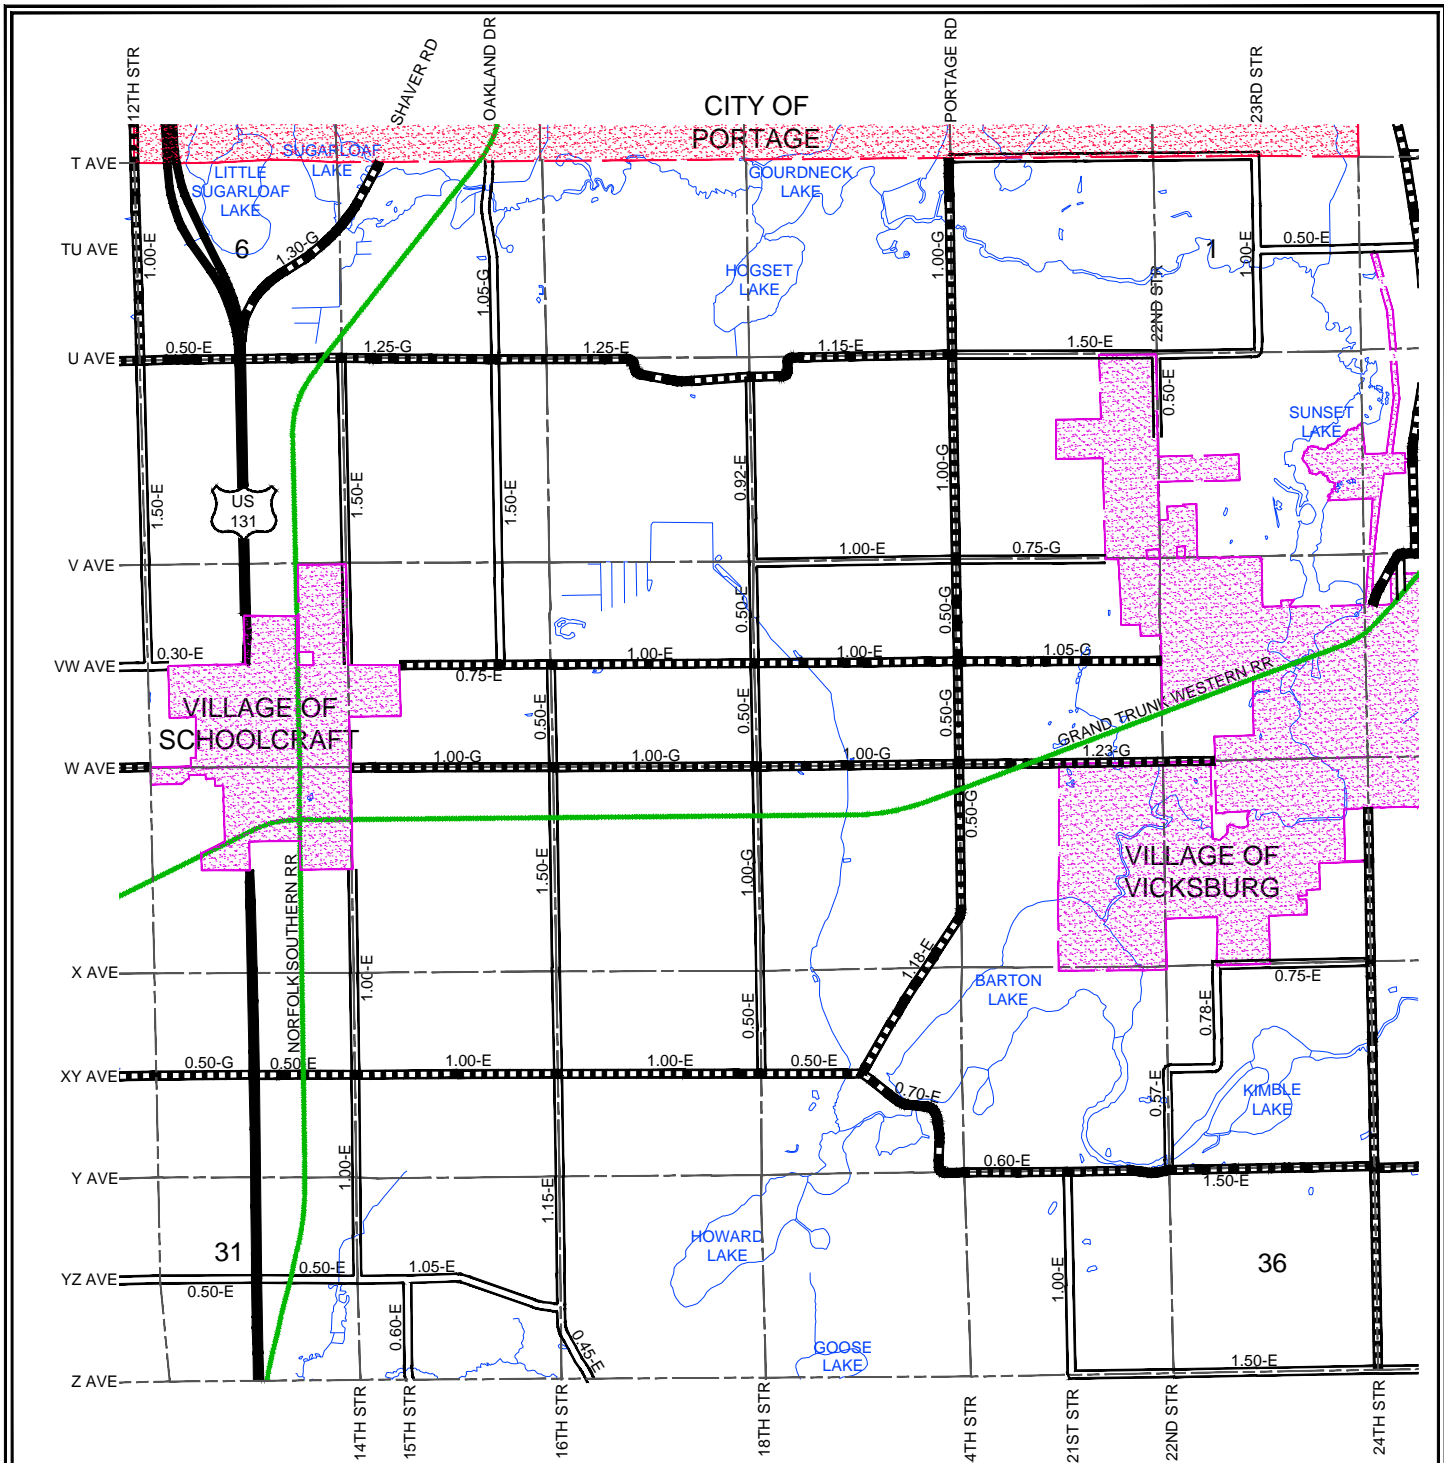 12TH STR
SHAVER RD
OAKLAND DR
PORTAGE RD
23RD STR
CITY OF
PORTAGE
T AVE
SUGARLOAF
LAKE
LITTLE
SUGARLOAF
LAKE
GOURDNECK
LAKE
TU AVE
1.00-E
6
1.30-G
1.05-G
HOGSET
LAKE
1.00-G
22ND STR
1
1.00-E
0.50-E
U AVE
0.50-E
1.25-G
1.25-E
1.15-E
1.50-E
0.50-E
SUNSET
LAKE
1.50-E
US
131
1.50-E
1.50-E
0.92-E
1.00-G
V AVE
1.00-E
0.75-G
0.50-E
0.50-G
VW AVE
0.30-E
0.75-E
1.00-E
1.00-E
1.05-G
VILLAGE OF
SCHOOLCRAFT
0.50-E
0.50-E
0.50-G
GRAND TRUNK WESTERN RR
W AVE
1.00-G
1.00-G
1.00-G
1.23-G
0.50-G
NORFOLK SOUTHERN RR
1.50-E
1.00-G
VILLAGE OF
VICKSBURG
X AVE
1.00-E
1.18-E
BARTON
LAKE
0.75-E
0.50-E
0.78-E
XY AVE
0.50-G
0.50-E
1.00-E
1.00-E
0.50-E
0.70-E
0.57-E
KIMBLE
LAKE
Y AVE
1.00-E
1.15-E
0.60-E
1.50-E
31
HOWARD
LAKE
36
YZ AVE
0.50-E
0.50-E
1.05-E
1.00-E
0.60-E
0.45-E
GOOSE
LAKE
1.50-E
Z AVE
14TH STR
15TH STR
16TH STR
18TH STR
4TH STR
21ST STR
22ND STR
24TH STR